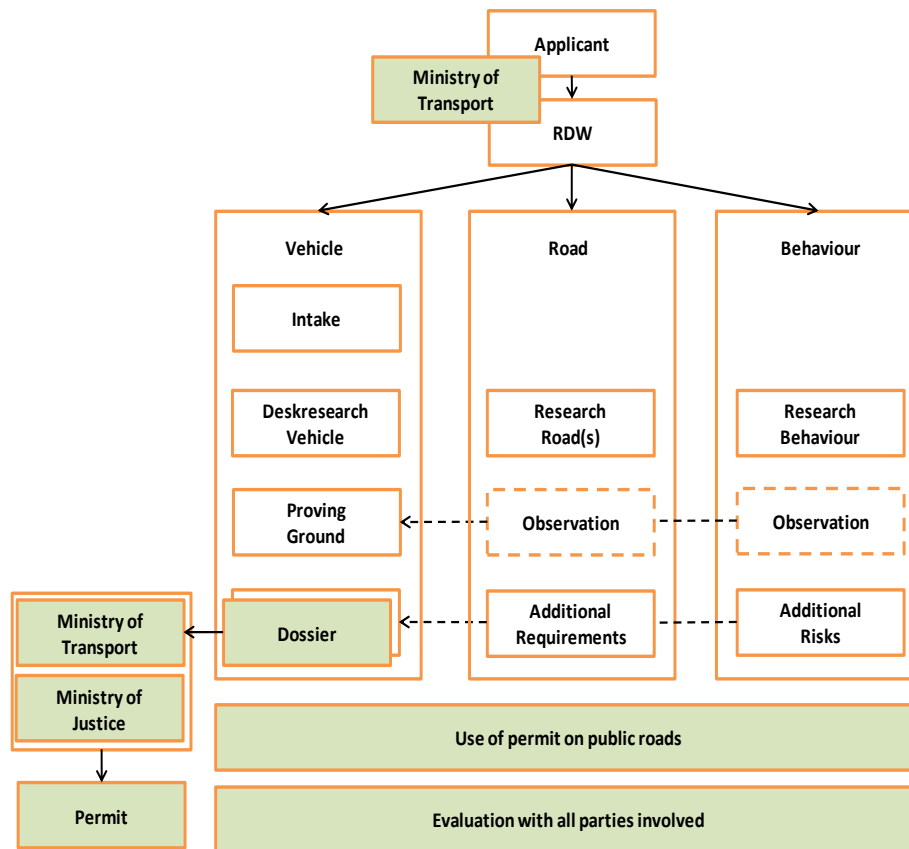 Applicant
Ministry of
Transport
RDW
Vehicle
Road
Behaviour
Intake
Deskresearch
Vehicle
Research
Road(s)
Research
Behaviour
Proving
Ground
Observation
Observation
Ministry of
Transport
Dossier
Additional
Requirements
Additional
Risks
Ministry of
Justice
Use of permit on public roads
Permit
Evaluation with all parties involved